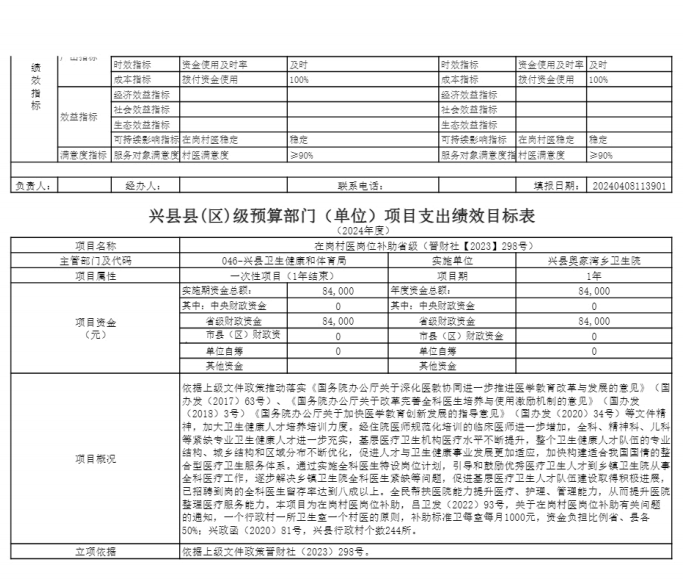 绩效指标
时效指标 资金使用及时率 及时 时效指标 资金使用及时率 及时
成本指标 拨付资金使用 100% 成本指标 拨付资金使用 100%
效益指标 经济效益指标 经济效益指标
社会效益指标 社会效益指标
生态效益指标 生态效益指标
可持续影响指标 在岗村医稳定 稳定 可持续影响指标 在岗村医稳定 稳定
满意度指标 服务对象满意度 村医满意度 ≥90% 服务对象满意度指 村医满意度 ≥90%
负责人: 经办人: 联系电话: 填报日期: 20240408113901
兴县县(区)级预算部门（单位）项目支出绩效目标表
（2024年度）
项目名称 在岗村医岗位补助省级（晋财社【2023】298号）
主管部门及代码 046-兴县卫生健康和体育局 实施单位 兴县奥家湾乡卫生院
项目属性 一次性项目（1年结束） 项目期 1年
项目资金（元） 实施期资金总额: 84,000 年度资金总额: 84,000
其中: 中央财政资金 0 其中: 中央财政资金 0
省级财政资金 84,000 省级财政资金 84,000
市县（区）财政资 0 市县（区）财政资金 0
单位自筹 0 单位自筹 0
其他资金 其他资金
项目概况
依据上级文件政策推动落实《国务院办公厅关于深化医教协同进一步推进医学教育改革与发展的意见》（国
办发（2017）63号）、《国务院办公厅关于改革完善全科医生培养与使用激励机制的意见》（国办发
（2018）3号）《国务院办公厅关于加快医学教育创新发展的指导意见》（国办发（2020）34号）等文件精
神，加大卫生健康人才培养培训力度。经住院医师规范化培训的临床医师进一步增加，全科、精神科、儿科
等紧缺专业卫生健康人才进一步充实，基层医疗卫生机构医疗水平不断提升，整个卫生健康人才队伍的专业
结构、城乡结构和区域分布不断优化，促进人才与卫生健康事业发展更加适应，加快构建适合我国国情的整
合型医疗卫生服务体系。通过实施全科医生特设岗位计划，引导和鼓励优秀医疗卫生人才到乡镇卫生院从事
全科医疗工作，逐步解决乡镇卫生院全科医生紧缺等问题，促进基层医疗卫生人才队伍建设取得积极进展，
已招聘到岗的全科医生留存率达到八成以上。全民帮扶医院能力提升医疗、护理、管理能力，从而提升医院
整理医疗服务能力。本项目为在岗村医岗位补助，吕卫发（2022）93号，关于在岗村医岗位补助有关问题
的通知，一个行政村一所卫生室一个村医的原则，补助标准卫每室每月1000元，资金负担比例省、县各
50%；兴政函（2020）81号，兴县行政村个数244所。
立项依据 依据上级文件政策晋财社（2023）298号。